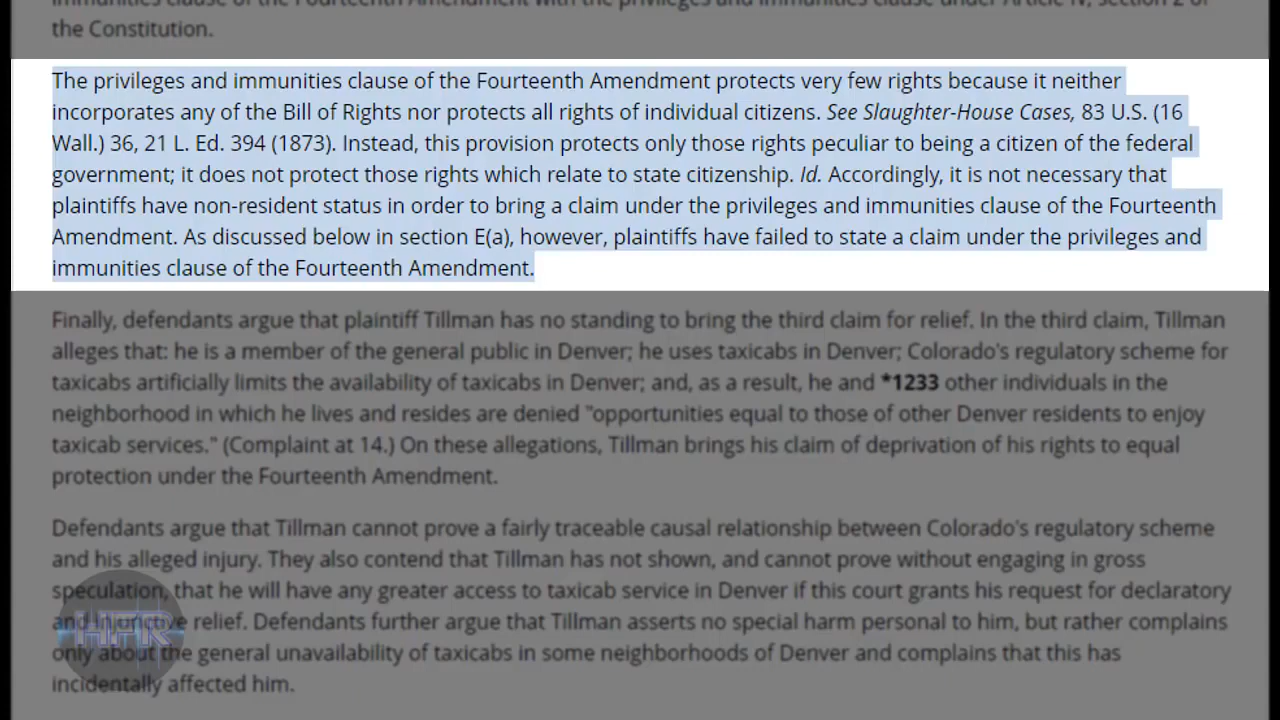 immunities clause of the Fourteenth Amendment with the privileges and immunities clause under Article IV, section 2 of
the Constitution.
The privileges and immunities clause of the Fourteenth Amendment protects very few rights because it neither
incorporates any of the Bill of Rights nor protects all rights of individual citizens. See Slaughter-House Cases, 83 U.S. (16
Wall.) 36, 21 L. Ed. 394 (1873). Instead, this provision protects only those rights peculiar to being a citizen of the federal
government; it does not protect those rights which relate to state citizenship. Id. Accordingly, it is not necessary that
plaintiffs have non-resident status in order to bring a claim under the privileges and immunities clause of the Fourteenth
Amendment. As discussed below in section E(a), however, plaintiffs have failed to state a claim under the privileges and
immunities clause of the Fourteenth Amendment.
Finally, defendants argue that plaintiff Tillman has no standing to bring the third claim for relief. In the third claim, Tillman
alleges that: he is a member of the general public in Denver; he uses taxicabs in Denver; Colorado's regulatory scheme for
taxicabs artificially limits the availability of taxicabs in Denver; and, as a result, he and *1233 other individuals in the
neighborhood in which he lives and resides are denied "opportunities equal to those of other Denver residents to enjoy
taxicab services." (Complaint at 14.) On these allegations, Tillman brings his claim of deprivation of his rights to equal
protection under the Fourteenth Amendment.
Defendants argue that Tillman cannot prove a fairly traceable causal relationship between Colorado's regulatory scheme
and his alleged injury. They also contend that Tillman has not shown, and cannot prove without engaging in gross
speculation, that he will have any greater access to taxicab service in Denver if this court grants his request for declaratory
and injunctive relief. Defendants further argue that Tillman asserts no special harm personal to him, but rather complains
only about the general unavailability of taxicabs in some neighborhoods of Denver and complains that this has
incidentally affected him.
HFR